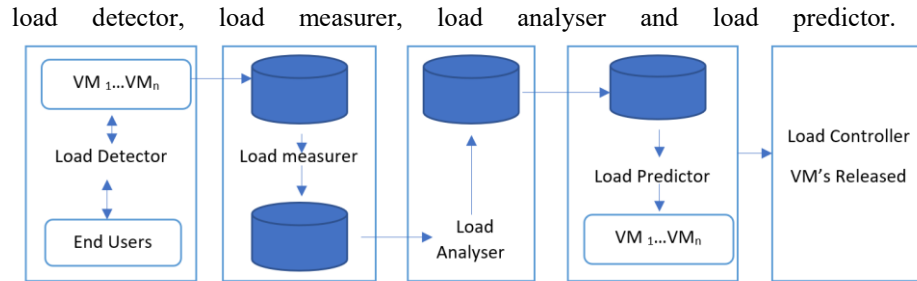 load detector, load measurer, load analyser and load predictor.
VM 1...VMn
Load Detector
End Users
Load measurer
Load
Analyser
Load Predictor
VM 1...VMn
Load Controller
VM's Released